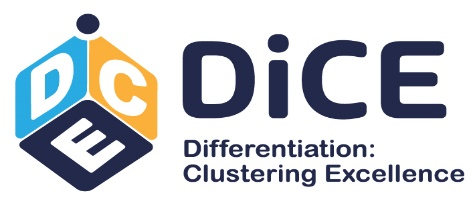 D i C E
DiCE
Differentiation:
Clustering Excellence